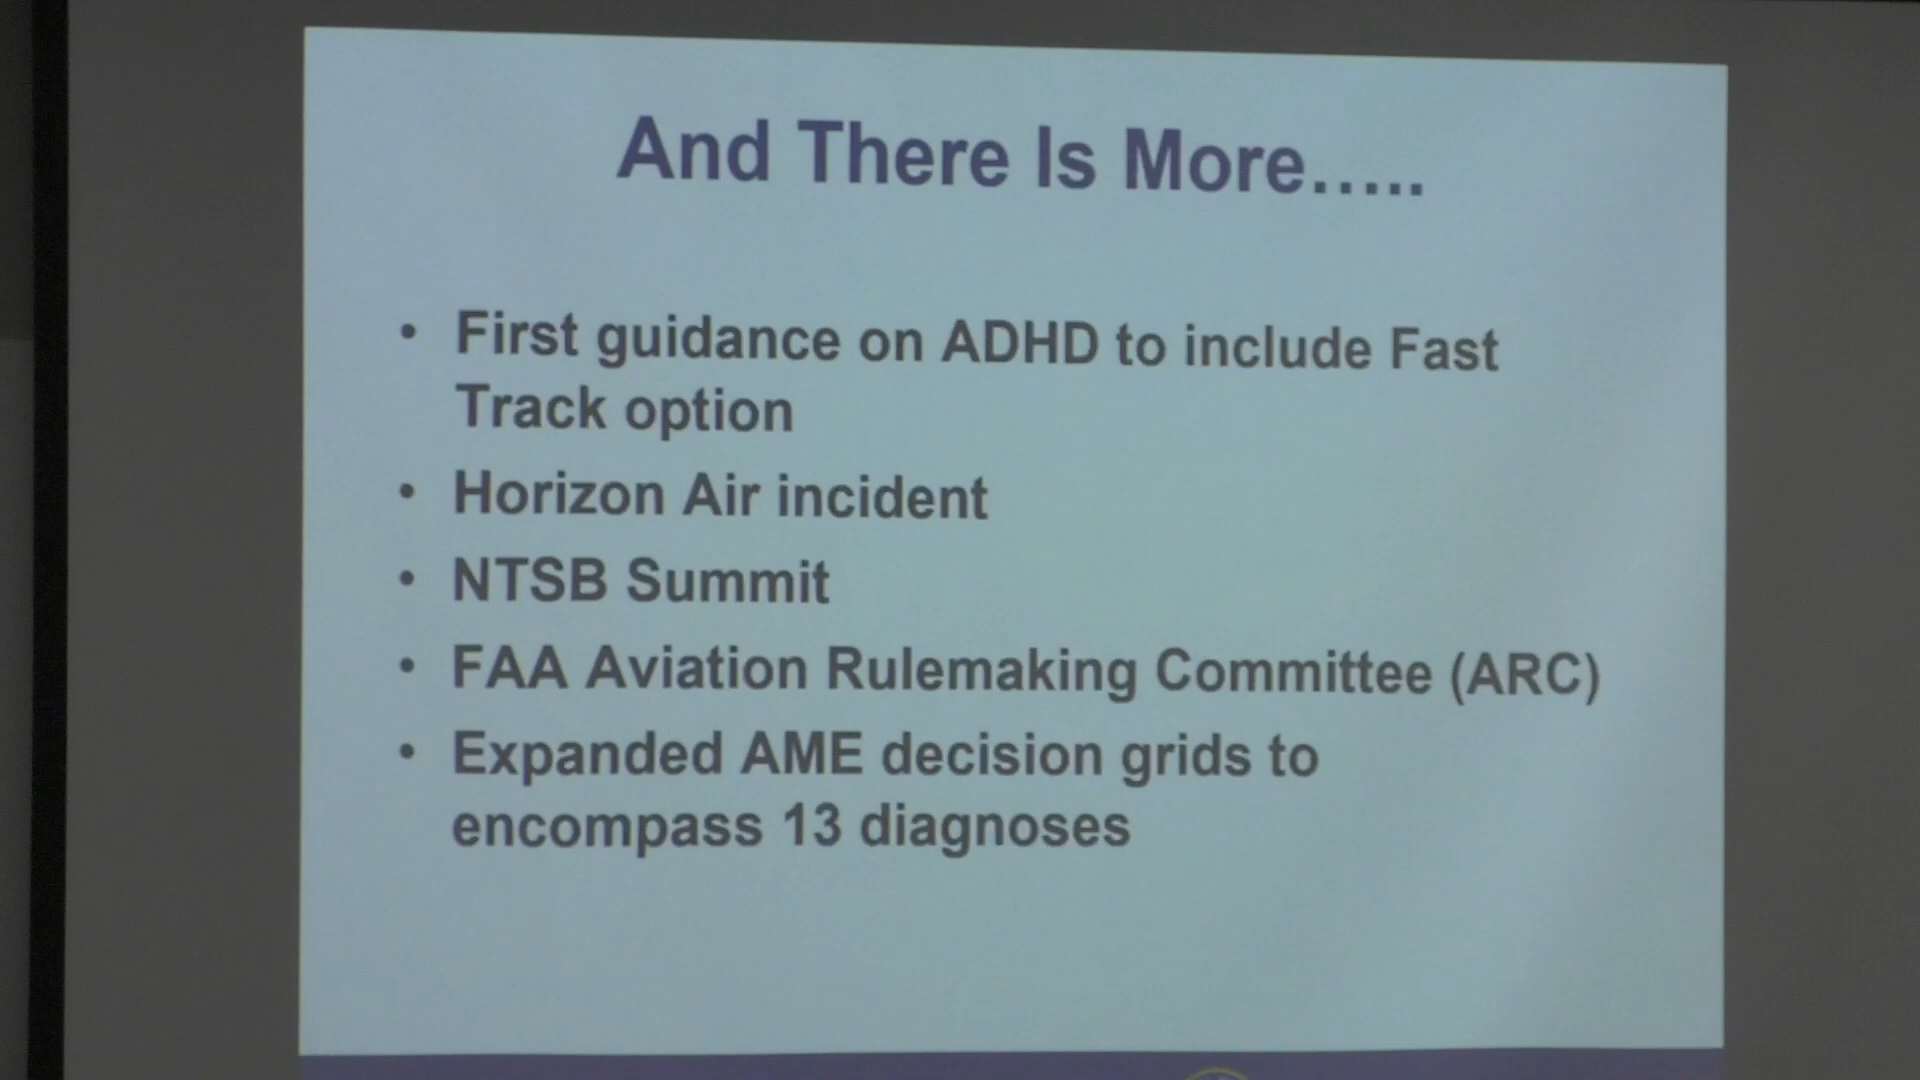 And There Is More.....
• First guidance on ADHD to include Fast
Track option
• Horizon Air incident
• NTSB Summit
• FAA Aviation Rulemaking Committee (ARC)
• Expanded AME decision grids to
encompass 13 diagnoses